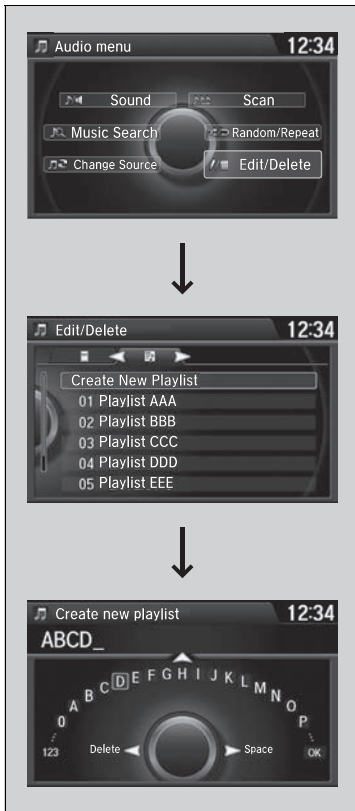 Audio menu 12:34
Sound Scan
Music Search Random/Repeat
Change Source Edit/Delete
Edit/Delete 12:34
Create New Playlist
01 Playlist AAA
02 Playlist BBB
03 Playlist CCC
04 Playlist DDD
05 Playlist EEE
Create new playlist 12:34
ABCD_
0 A B C D E F G H I J K L M N O P
123 Delete Space OK